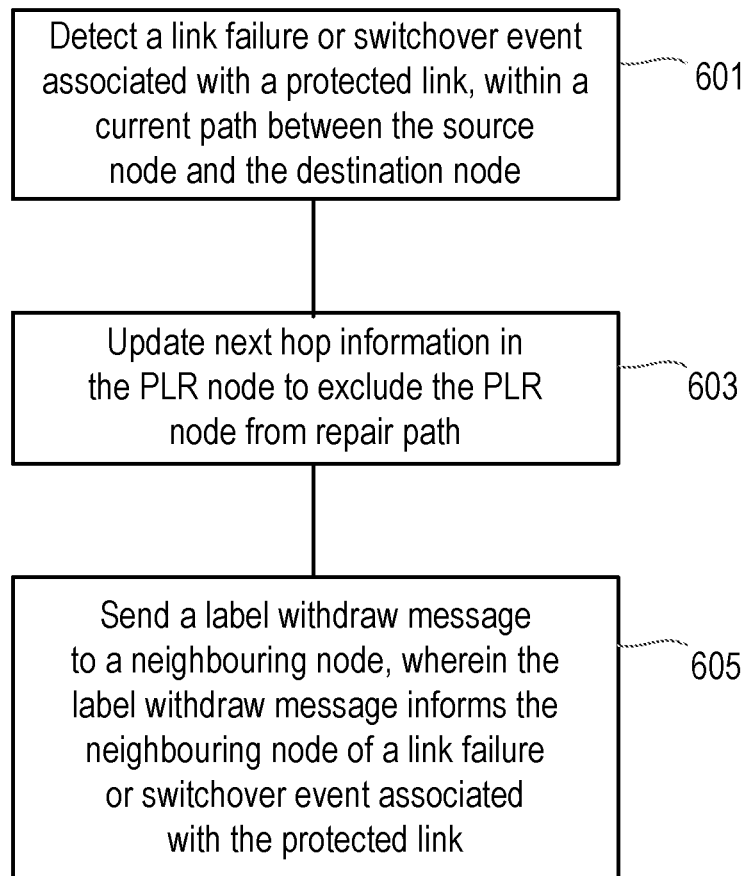 Detect a link failure or switchover event
associated with a protected link, within a
current path between the source
node and the destination node
601
Update next hop information in
the PLR node to exclude the PLR
node from repair path
603
Send a label withdraw message
to a neighbouring node, wherein the
label withdraw message informs the
neighbouring node of a link failure
or switchover event associated
with the protected link
605